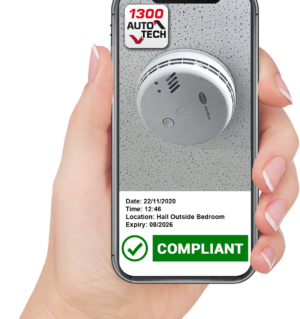 1300
AUTO
TECH
Date: 22/11/2020
Time: 12:46
Location: Hall Outside Bedroom
Expiry: 08/2026
COMPLIANT